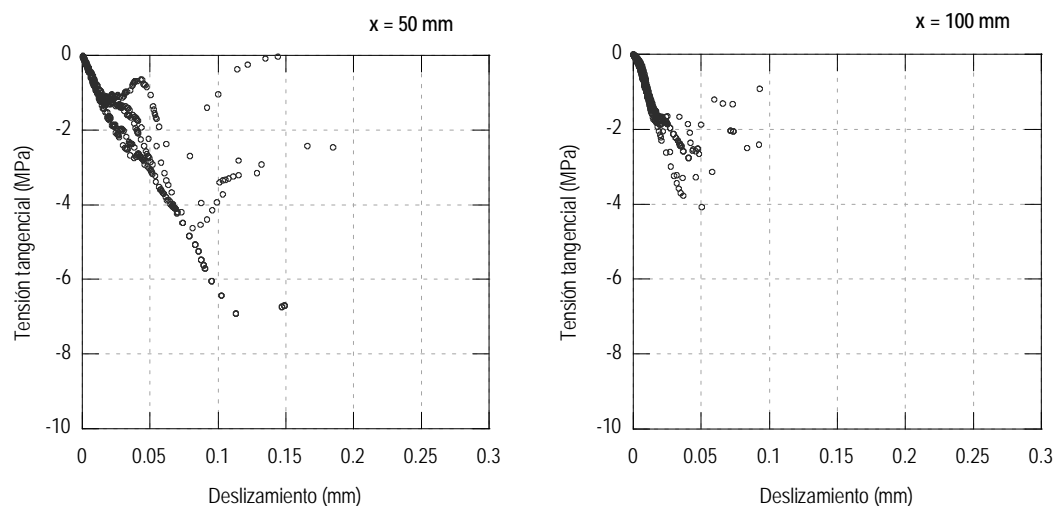 x = 50 mm
0
-2
-4
-6
-8
-10
Tensión tangencial (MPa)
0 0.05 0.1 0.15 0.2 0.25 0.3
Deslizamiento (mm)
x = 100 mm
0
-2
-4
-6
-8
-10
Tensión tangencial (MPa)
0 0.05 0.1 0.15 0.2 0.25 0.3
Deslizamiento (mm)